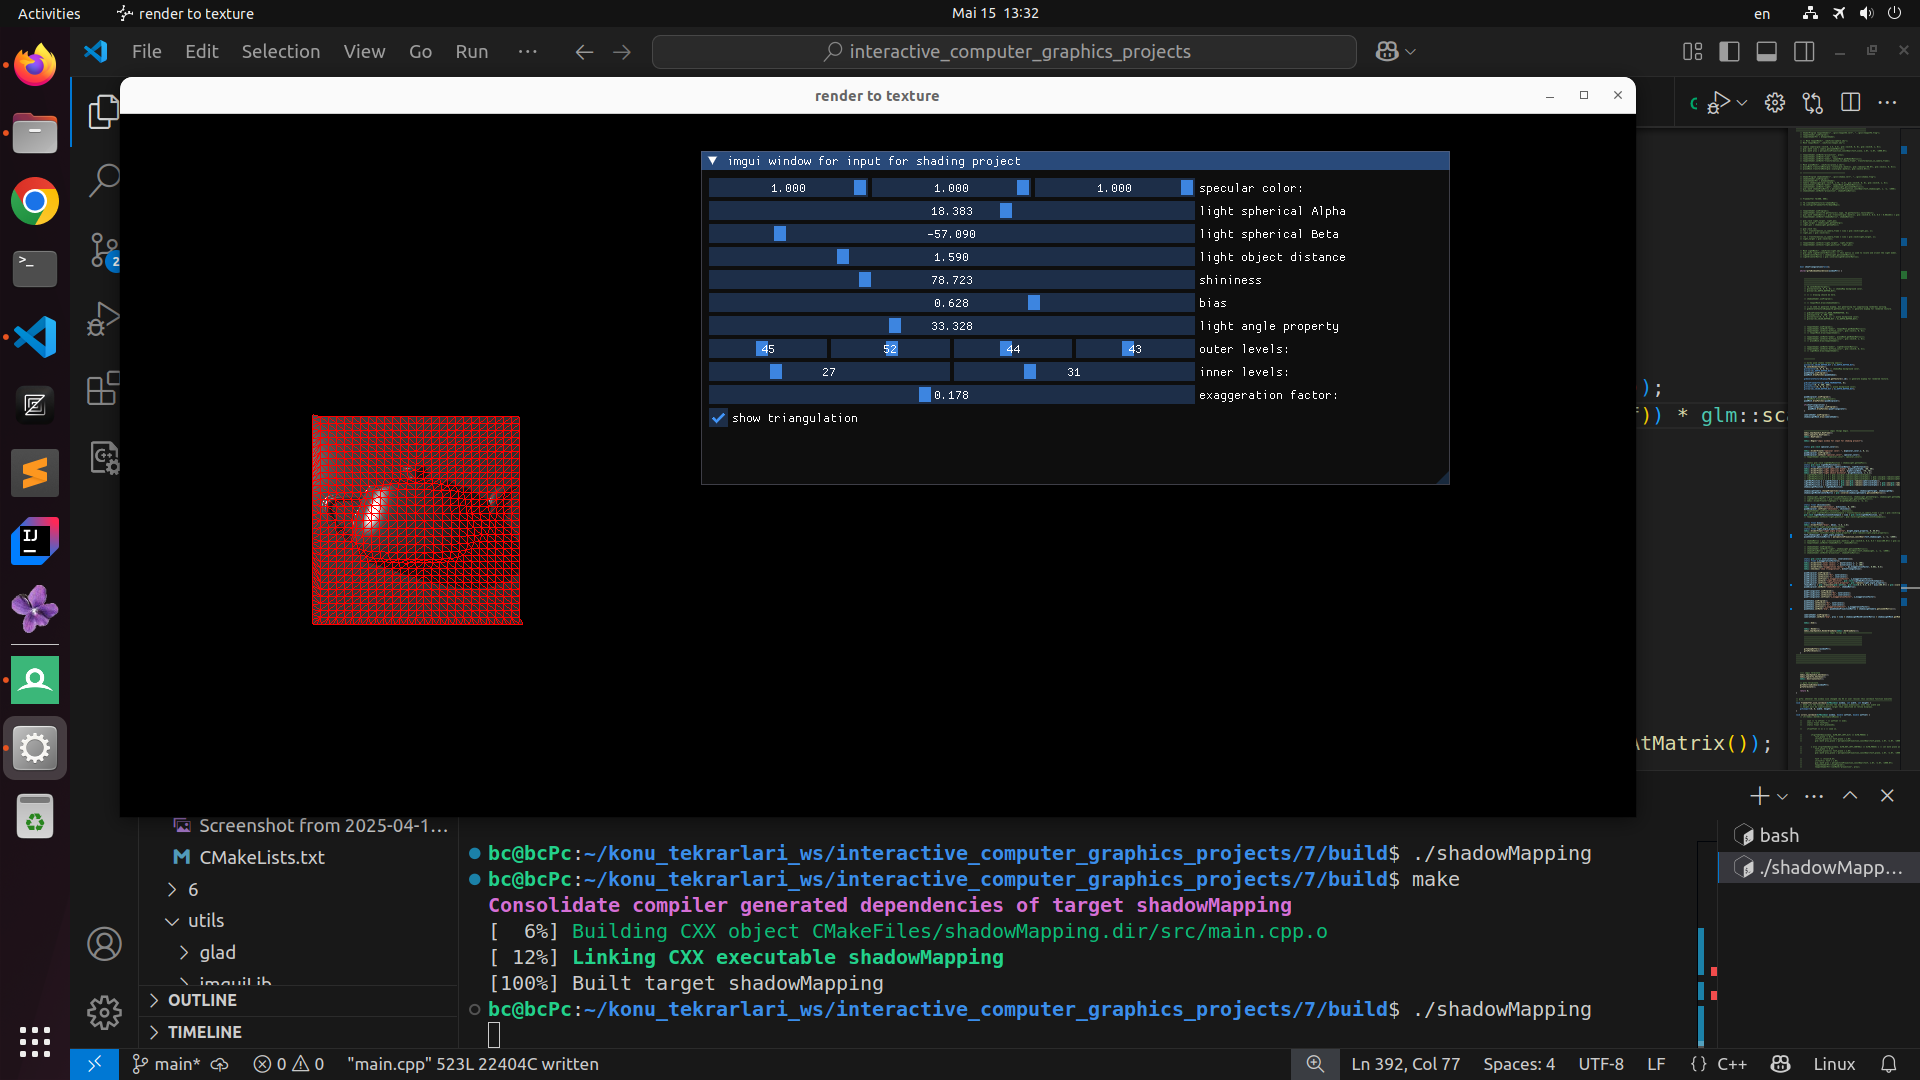 Activities
render to texture
Mai 15 13:32
en
File Edit Selection View Go Run
interactive_computer_graphics_projects
render to texture
imgui window for input for shading project
1.000 1.000 1.000 specular color:
18.383 light spherical Alpha
-57.090 light spherical Beta
1.590 light object distance
78.723 shininess
0.628 bias
33.328 light angle property
45 52 44 43 outer levels:
27 31 inner levels:
0.178 exaggeration factor:
show triangulation
);
)) * glm::sca
AtMatrix());
Screenshot from 2025-04-1...
CMakeLists.txt
6
utils
glad
imguiLib
OUTLINE
TIMELINE
bc@bcPc:~/konu_tekrarlari_ws/interactive_computer_graphics_projects/7/build$ ./shadowMapping
bc@bcPc:~/konu_tekrarlari_ws/interactive_computer_graphics_projects/7/build$ make
Consolidate compiler generated dependencies of target shadowMapping
[  6%] Building CXX object CMakeFiles/shadowMapping.dir/src/main.cpp.o
[ 12%] Linking CXX executable shadowMapping
[100%] Built target shadowMapping
bc@bcPc:~/konu_tekrarlari_ws/interactive_computer_graphics_projects/7/build$ ./shadowMapping
bash
./shadowMapp...
main*
0 0
"main.cpp" 523L 22404C written
Ln 392, Col 77
Spaces: 4
UTF-8
LF
{} C++
Linux